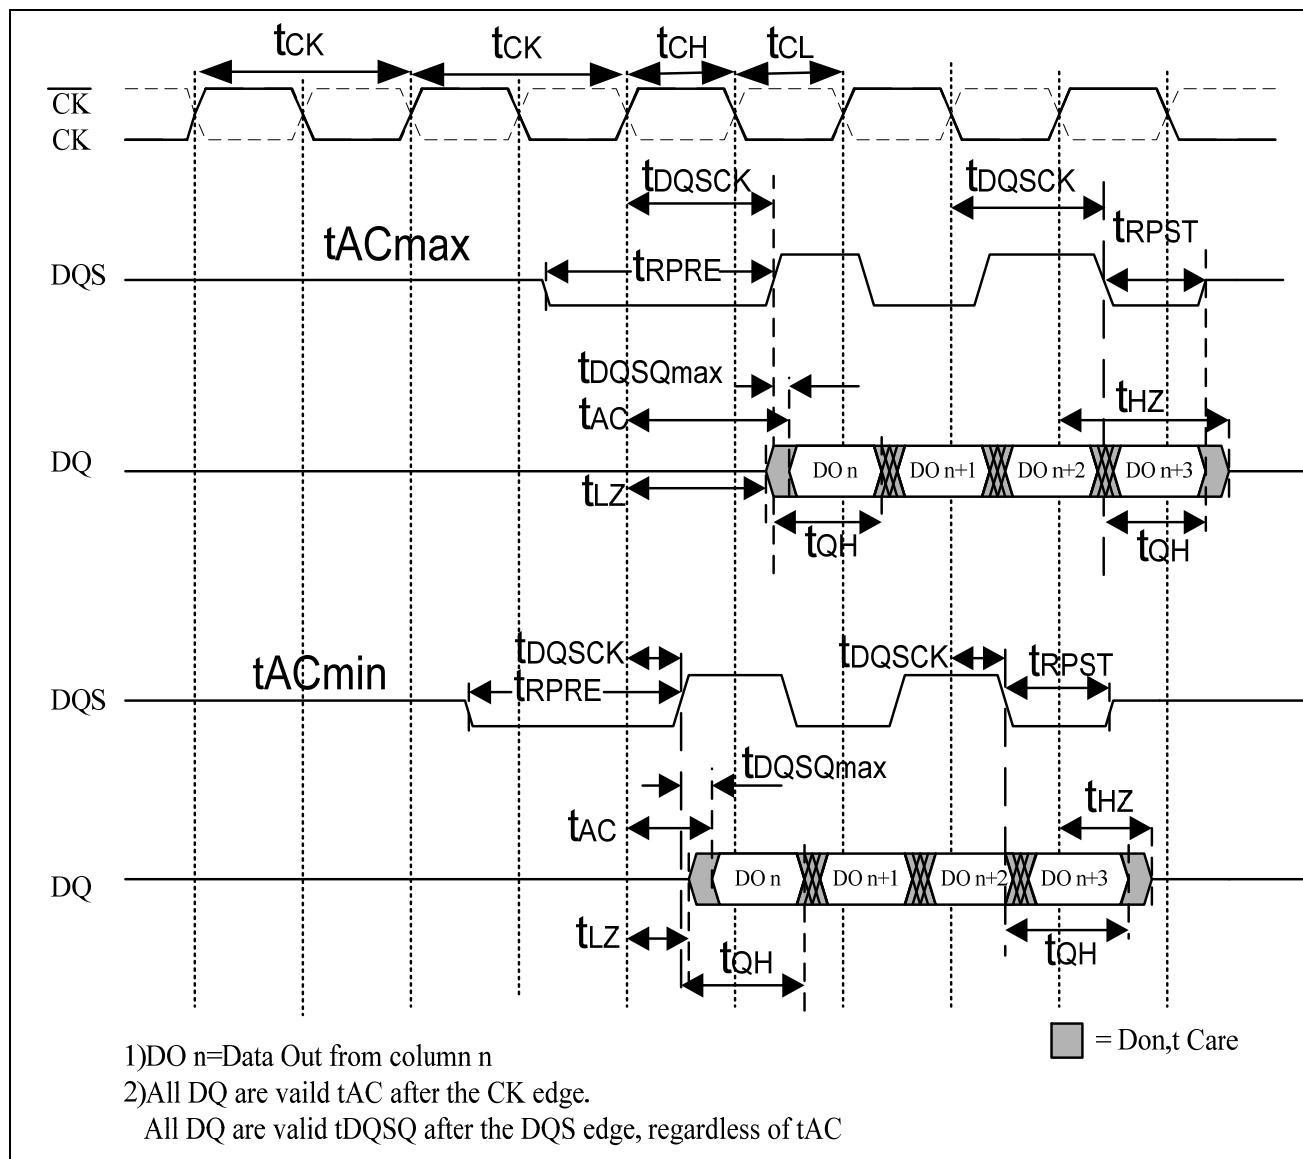 tCK tCK tCH tCL
CK
CK
tDQSCK tDQSCK
tACmax tRPST
DQS tRPRE
tDQSQmax
tAC tHZ
DQ DO n DO n+1 DO n+2 DO n+3
tLZ
tQH tQH
tDQSCK tDQSCK tRPST
tACmin
DQS tRPRE
tDQSQmax
tAC tHZ
DQ DO n DO n+1 DO n+2 DO n+3
tLZ tQH tQH
= Don,t Care
1)DO n=Data Out from column n
2)All DQ are vaild tAC after the CK edge.
All DQ are valid tDQSQ after the DQS edge, regardless of tAC